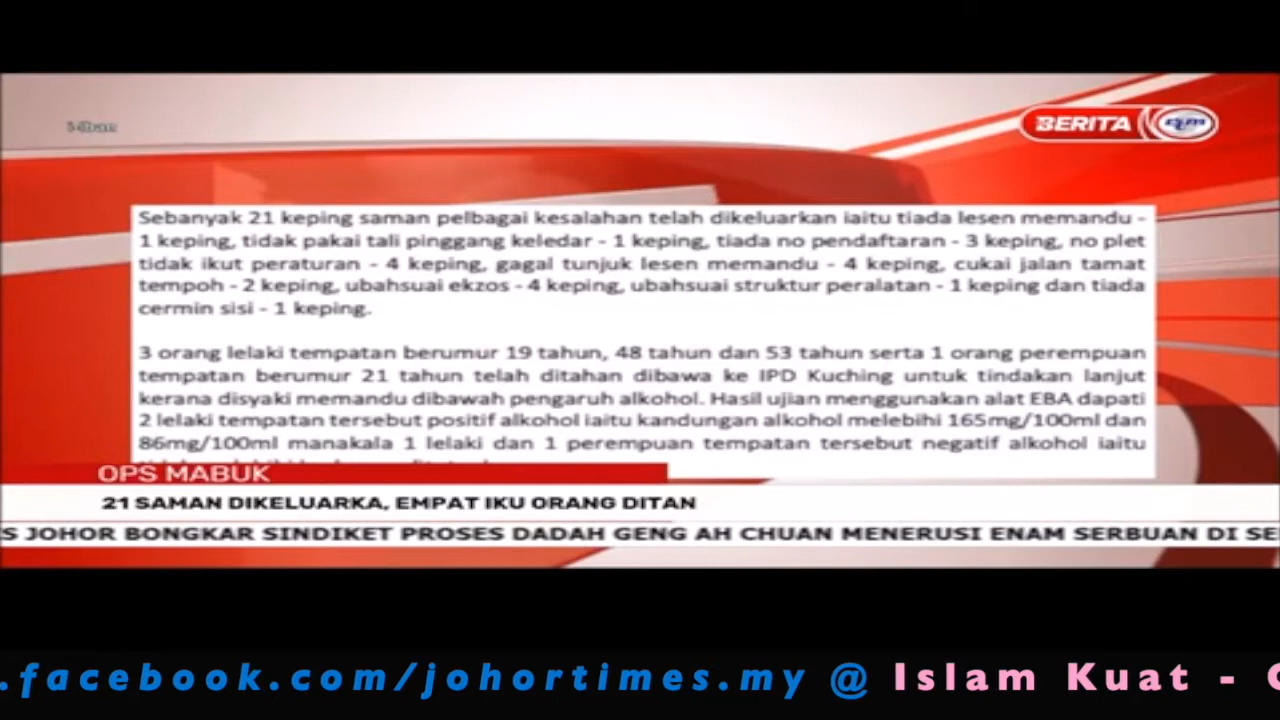 i-Iban
BERITA rtm
Sebanyak 21 keping saman pelbagai kesalahan telah dikeluarkan iaitu tiada lesen memandu -
1 keping, tidak pakai tali pinggang keledar - 1 keping, tiada no pendaftaran - 3 keping, no plet
tidak ikut peraturan - 4 keping, gagal tunjuk lesen memandu - 4 keping, cukai jalan tamat
tempoh - 2 keping, ubahsuai ekzos - 4 keping, ubahsuai struktur peralatan - 1 keping dan tiada
cermin sisi - 1 keping.
3 orang lelaki tempatan berumur 19 tahun, 48 tahun dan 53 tahun serta 1 orang perempuan
tempatan berumur 21 tahun telah ditahan dibawa ke IPD Kuching untuk tindakan lanjut
kerana disyaki memandu dibawah pengaruh alkohol. Hasil ujian menggunakan alat EBA dapati
2 lelaki tempatan tersebut positif alkohol iaitu kandungan alkohol melebihi 165mg/100ml dan
86mg/100ml manakala 1 lelaki dan 1 perempuan tempatan tersebut negatif alkohol iaitu
OPS MABUK
21 SAMAN DIKELUARKA, EMPAT IKU ORANG DITAN
S JOHOR BONGKAR SINDIKET PROSES DADAH GENG AH CHUAN MENERUSI ENAM SERBUAN DI SE
.facebook.com/johortimes.my @ Islam Kuat -